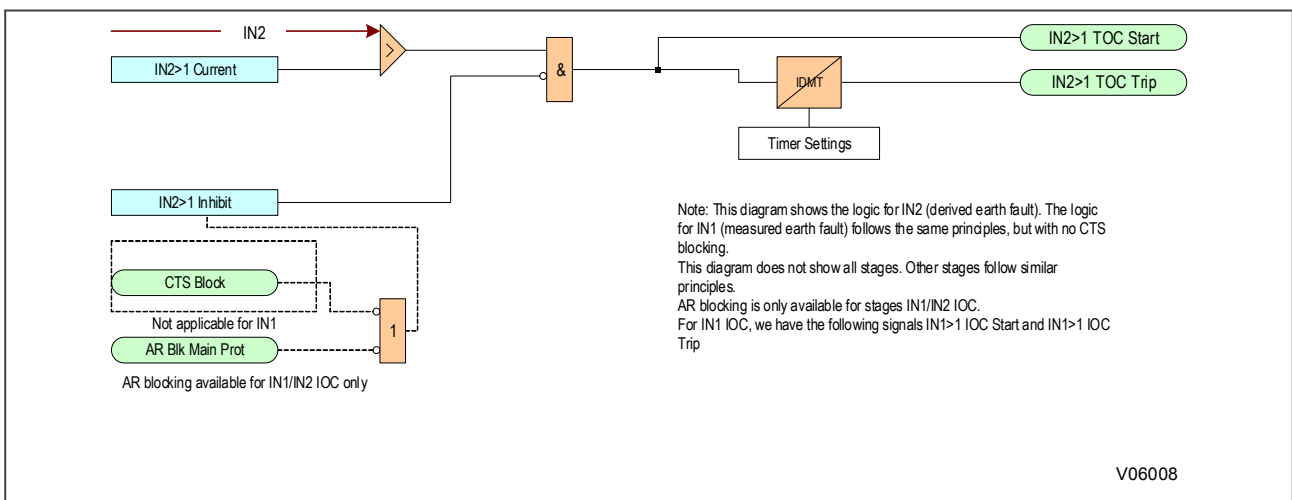 IN2
IN2>1 TOC Start
IN2>1 Current
>
&
IDMT
IN2>1 TOC Trip
Timer Settings
IN2>1 Inhibit
Note: This diagram shows the logic for IN2 (derived earth fault). The logic
for IN1 (measured earth fault) follows the same principles, but with no CTS
blocking.
This diagram does not show all stages. Other stages follow similar
principles.
AR blocking is only available for stages IN1/IN2 IOC.
For IN1 IOC, we have the following signals IN1>1 IOC Start and IN1>1 IOC
Trip
CTS Block
Not applicable for IN1
1
AR Blk Main Prot
AR blocking available for IN1/IN2 IOC only
V06008